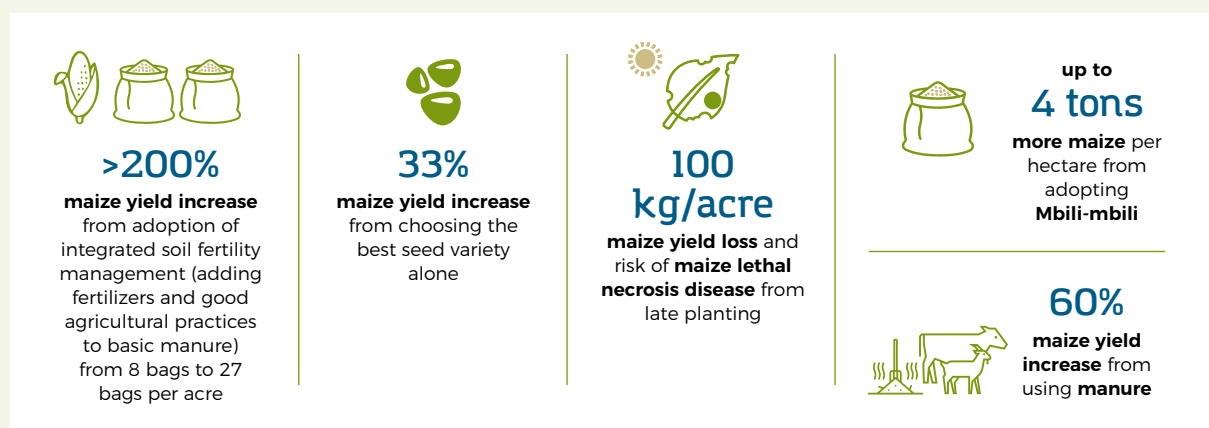 >200%
maize yield increase
from adoption of
integrated soil fertility
management (adding
fertilizers and good
agricultural practices
to basic manure)
from 8 bags to 27
bags per acre
33%
maize yield increase
from choosing the
best seed variety
alone
100
kg/acre
maize yield loss and
risk of maize lethal
necrosis disease from
late planting
up to
4 tons
more maize per
hectare from
adopting
Mbili-mbili
60%
maize yield
increase from
using manure